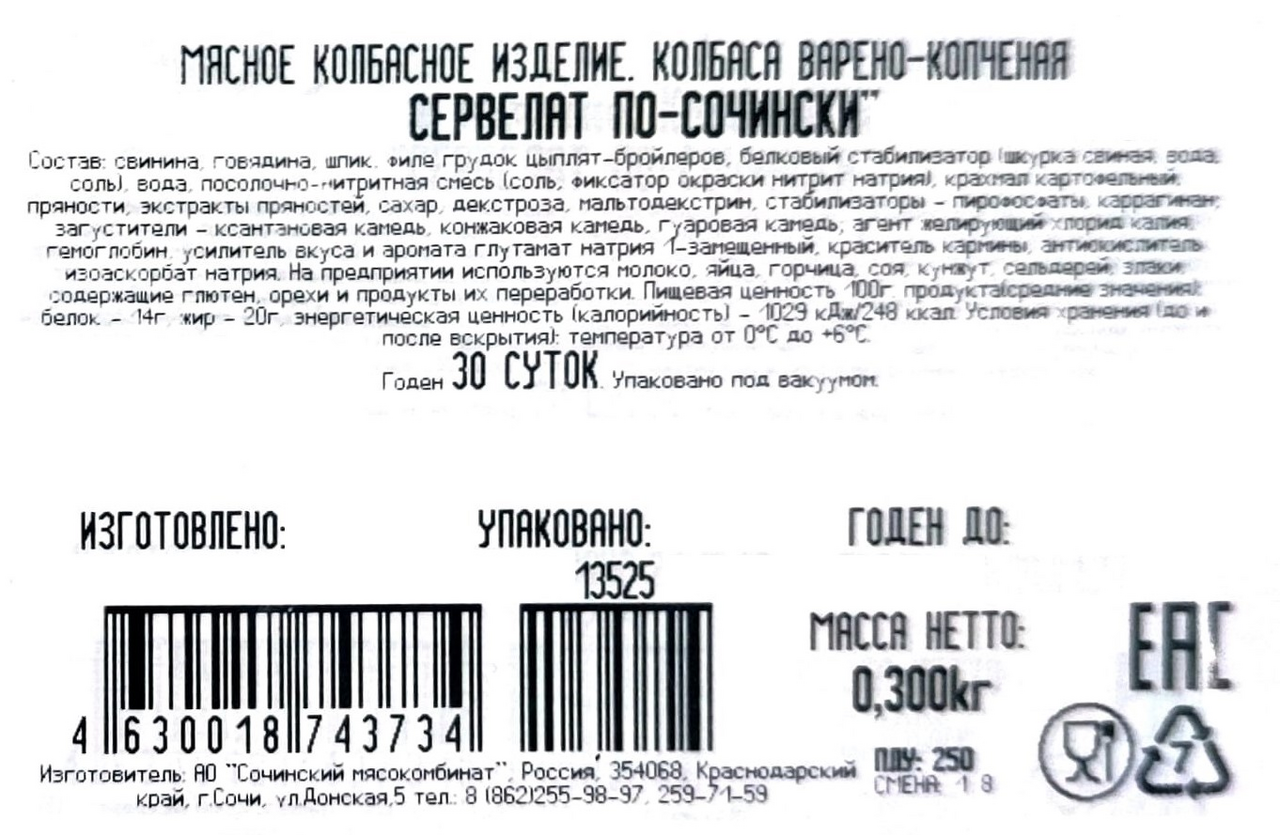 МЯСНОЕ КОЛБАСНОЕ ИЗДЕЛИЕ. КОЛБАСА ВАРЕНО-КОПЧЕНАЯ
СЕРВЕЛАТ ПО-СОЧИНСКИ"
Состав: свинина, говядина, шпик, филе грудок цыплят-бройлеров, белковый стабилизатор (шкурка свиная, вода,
соль), вода, посолочно-нитритная смесь (соль, фиксатор окраски нитрит натрия), крахмал картофельный,
пряности, экстракты пряностей, сахар, декстроза, мальтодекстрин, стабилизаторы - пирофосфаты, каррагинан;
загустители - ксантановая камедь, конжаковая камедь, гуаровая камедь; агент желирующий хлорид калия,
гемоглобин, усилитель вкуса и аромата глутамат натрия 1-замещенный, краситель кармины, антиокислитель
изоаскорбат натрия. На предприятии используются молоко, яйца, горчица, соя, кунжут, сельдерей, злаки,
содержащие глютен, орехи и продукты их переработки. Пищевая ценность 100г продукта(средние значения):
белок - 14г, жир - 20г, энергетическая ценность (калорийность) - 1029 кДж/248 ккал. Условия хранения (до и
после вскрытия): температура от 0°С до +6°С.
Годен 30 СУТОК. Упаковано под вакуумом.
ИЗГОТОВЛЕНО: УПАКОВАНО: ГОДЕН ДО:
13525
МАССА НЕТТО:
0,300кг
EAC
4 630018 743734
7
ПЛУ: 250
СМЕНА: 1 8
Изготовитель: АО "Сочинский мясокомбинат", Россия, 354068, Краснодарский
край, г.Сочи, ул.Донская,5 тел.: 8 (862)255-98-97, 259-71-59